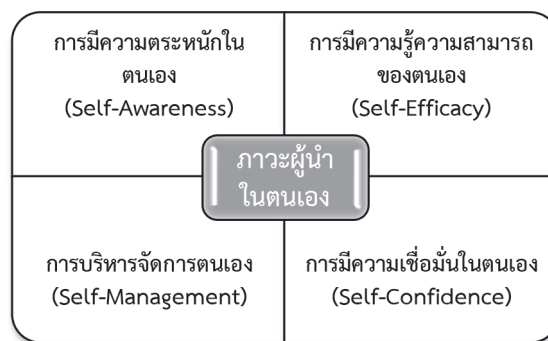 การมีความตระหนักใน
ตนเอง
(Self-Awareness)
การมีความรู้ความสามารถ
ของตนเอง
(Self-Efficacy)
ภาวะผู้นำ
ในตนเอง
การบริหารจัดการตนเอง
(Self-Management)
การมีความเชื่อมั่นในตนเอง
(Self-Confidence)